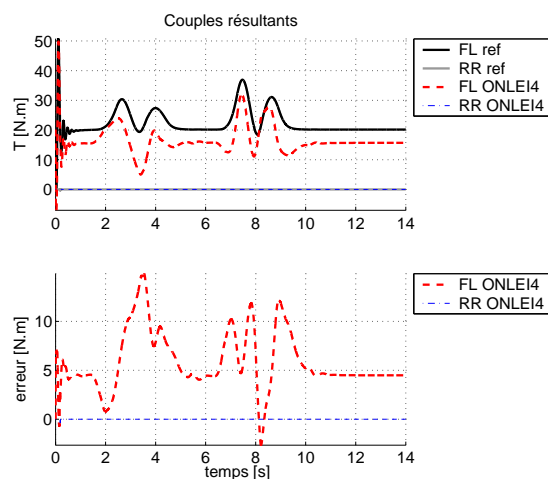 Couples résultants
T [N.m]
50
40
30
20
10
0
0 2 4 6 8 10 12 14
FL ref
RR ref
FL ONLEI4
RR ONLEI4
erreur [N.m]
10
5
0
0 2 4 6 8 10 12 14
temps [s]
FL ONLEI4
RR ONLEI4